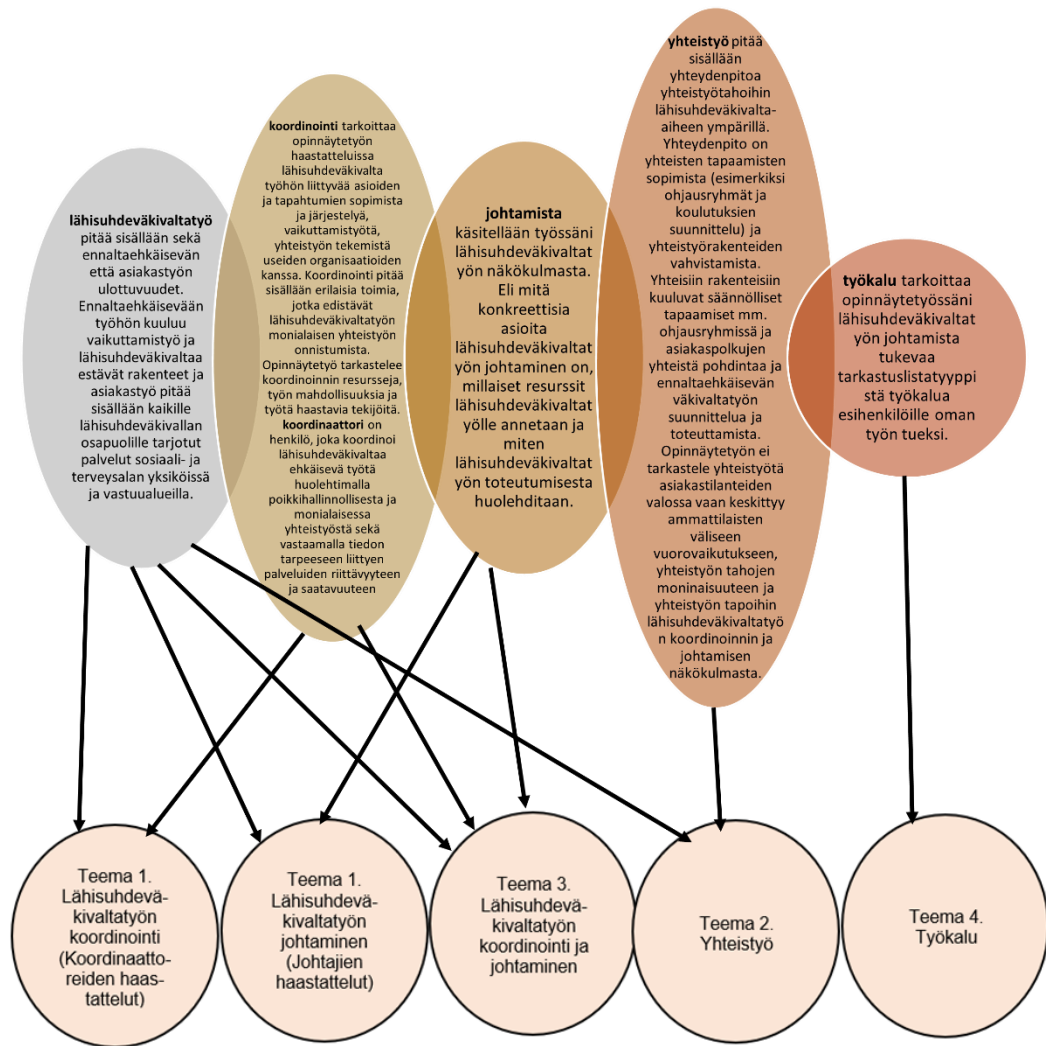 lähisuhdeväkivaltatyö
pitää sisällään sekä
ennaltaehkäisevän
että asiakastyön
ulottuvuudet.
Ennaltaehkäisevään
työhön kuuluu
vaikuttamistyö ja
lähisuhdeväkivaltaa
estävät rakenteet ja
asiakastyö pitää
sisällään kaikille
lähisuhdeväkivallan
osapuolille tarjotut
palvelut sosiaali- ja
terveysalan yksiköissä
ja vastuualueilla.
koordinointi tarkoittaa
opinnäytetyön
haastatteluissa
lähisuhdeväkivalta
työhön liittyvää asioiden
ja tapahtumien sopimista
ja järjestelyä,
vaikuttamistyötä,
yhteistyön tekemistä
useiden organisaatioiden
kanssa. Koordinointi pitää
sisällään erilaisia toimia,
jotka edistävät
lähisuhdeväkivaltatyön
monialaisen yhteistyön
onnistumista.
Opinnäytetyö tarkastelee
koordinoinnin resursseja,
työn mahdollisuuksia ja
työtä haastavia tekijöitä.
koordinaattori on
henkilö, joka koordinoi
lähisuhdeväkivaltaa
ehkäisevä työtä
huolehtimalla
poikkihallinnollisesta ja
monialaisessa
yhteistyöstä sekä
vastaamalla tiedon
tarpeeseen liittyen
palveluiden riittävyyteen
ja saatavuuteen
johtamista
käsitellään työssäni
lähisuhdeväkivaltat
yön näkökulmasta.
Eli mitä
konkreettisia
asioita
lähisuhdeväkivaltat
yön johtaminen on,
millaiset resurssit
lähisuhdeväkivaltat
yölle annetaan ja
miten
lähisuhdeväkivaltat
yön toteutumisesta
huolehditaan.
yhteistyö pitää
sisällään
yhteydenpitoa
yhteistyötahoihin
lähisuhdeväkivalta-
aiheen ympärillä.
Yhteydenpito on
yhteisten tapaamisten
sopimista (esimerkiksi
ohjausryhmät ja
koulutuksien
suunnittelu) ja
yhteistyörakenteiden
vahvistamista.
Yhteisiin rakenteisiin
kuuluvat säännölliset
tapaamiset mm.
ohjausryhmissä ja
asiakaspolkujen
yhteistä pohdintaa ja
ennaltaehkäisevän
väkivaltatyön
suunnittelua ja
toteuttamista.
Opinnäytetyön ei
tarkastele yhteistyötä
asiakastilanteiden
valossa vaan keskittyy
ammattilaisten
väliseen
vuorovaikutukseen,
yhteistyön tahojen
moninaisuuteen ja
yhteistyön tapoihin
lähisuhdeväkivaltatyö
n koordinoinnin ja
johtamisen
näkökulmasta.
työkalu tarkoittaa
opinnäytetyössäni
lähisuhdeväkivaltat
yön johtamista
tukevaa
tarkastuslistatyyppi
stä työkalua
esihenkilöille oman
työn tueksi.
Teema 1.
Lähisuhdevä-
kivaltatyön
koordinointi
(Koordinaatto-
reiden haas-
tattelut)
Teema 1.
Lähisuhdevä-
kivaltatyön
johtaminen
(Johtajien
haastattelut)
Teema 3.
Lähisuhdevä-
kivaltatyön
koordinointi ja
johtaminen
Teema 2.
Yhteistyö
Teema 4.
Työkalu